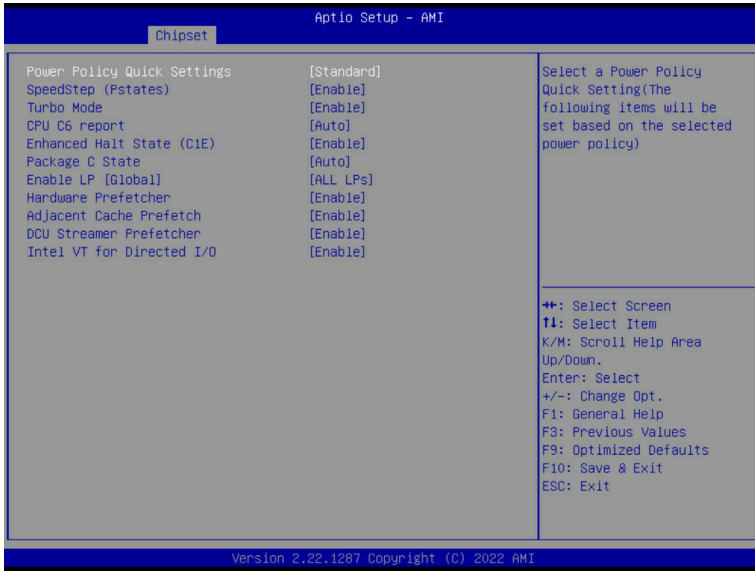 Aptio Setup - AMI
Chipset
Power Policy Quick Settings [Standard]
SpeedStep (Pstates) [Enable]
Turbo Mode [Enable]
CPU C6 report [Auto]
Enhanced Halt State (C1E) [Enable]
Package C State [Auto]
Enable LP [Global] [ALL LPs]
Hardware Prefetcher [Enable]
Adjacent Cache Prefetch [Enable]
DCU Streamer Prefetcher [Enable]
Intel VT for Directed I/O [Enable]
Select a Power Policy
Quick Setting(The
following items will be
set based on the selected
power policy)
→←: Select Screen
↑↓: Select Item
K/M: Scroll Help Area
Up/Down.
Enter: Select
+/-: Change Opt.
F1: General Help
F3: Previous Values
F9: Optimized Defaults
F10: Save & Exit
ESC: Exit
Version 2.22.1287 Copyright (C) 2022 AMI